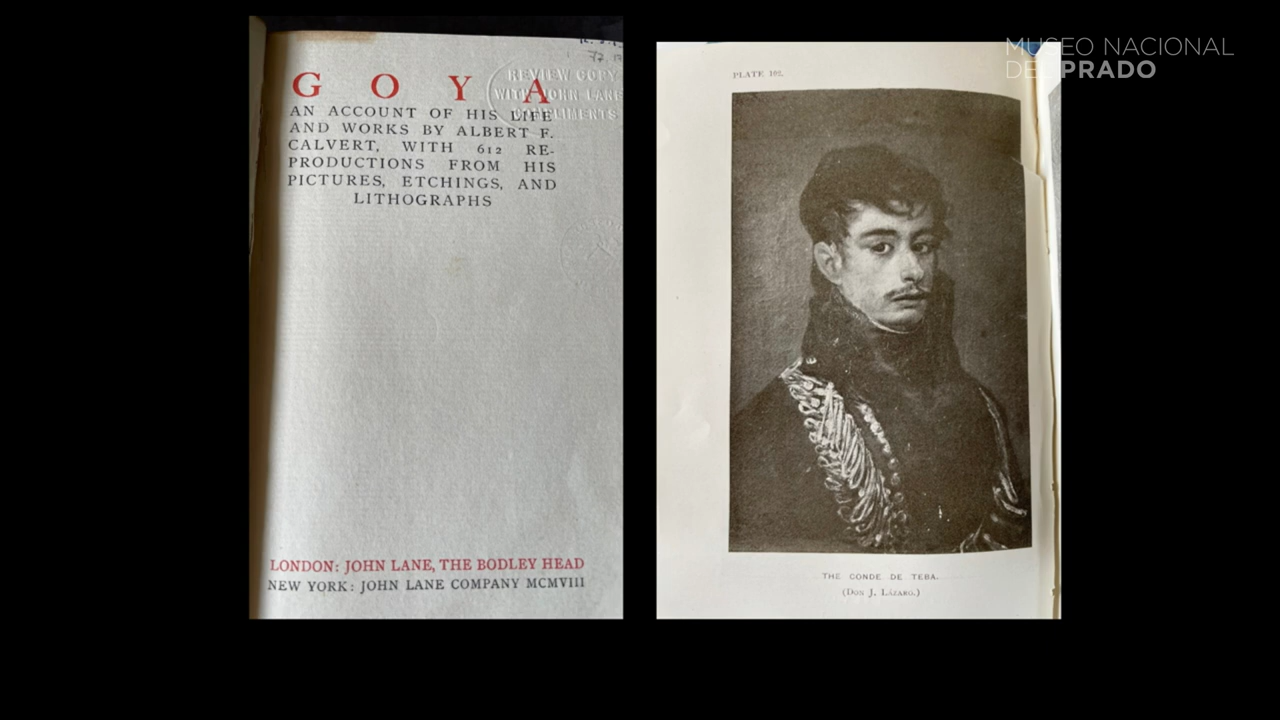 GOYA
AN ACCOUNT OF HIS LIFE
AND WORKS BY ALBERT F.
CALVERT, WITH 612 RE-
PRODUCTIONS FROM HIS
PICTURES, ETCHINGS, AND
LITHOGRAPHS
REVIEW COPY
WITH JOHN LANE
COMPLIMENTS
LONDON: JOHN LANE, THE BODLEY HEAD
NEW YORK: JOHN LANE COMPANY MCMVIII
PLATE 102.
THE CONDE DE TEBA.
(Don J. Lázaro.)
MUSEO NACIONAL
DEL PRADO